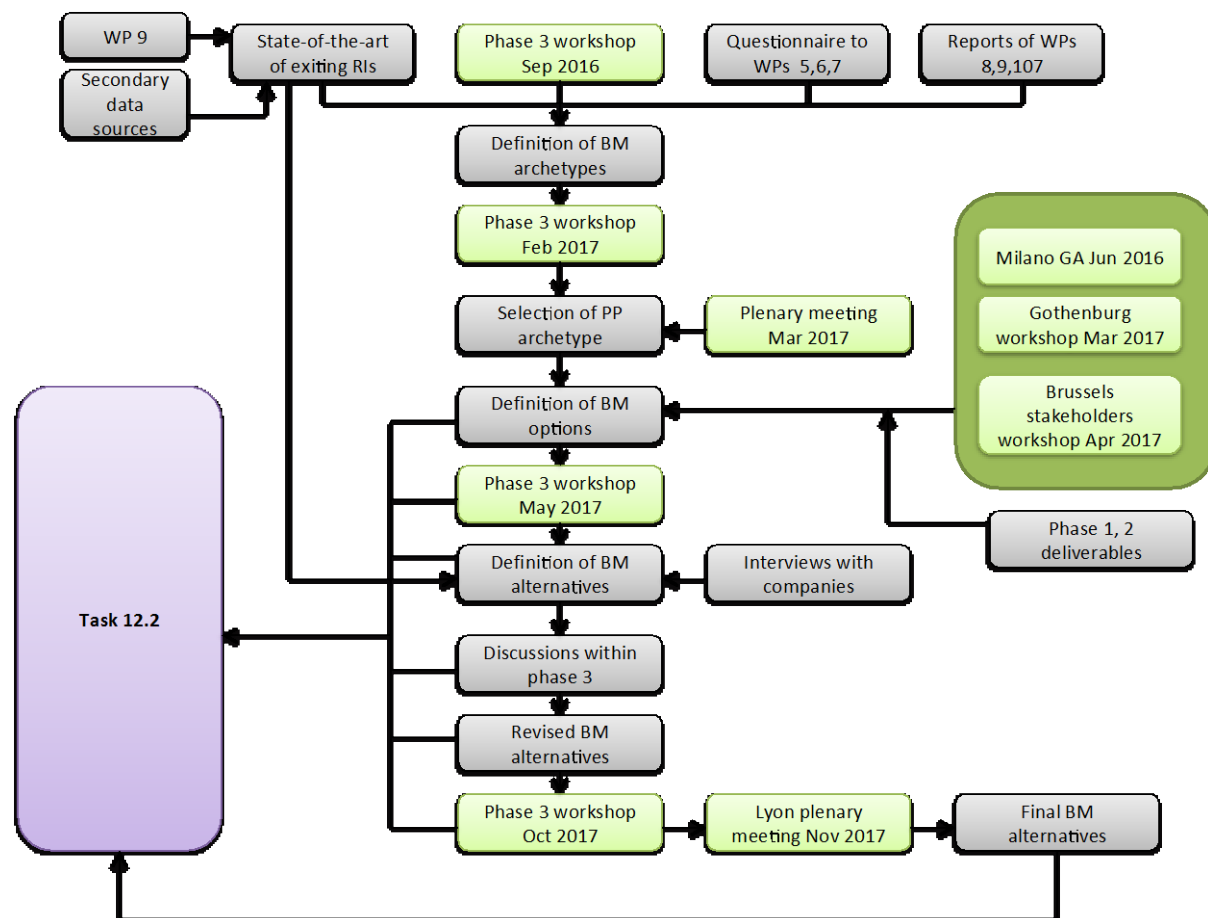 WP 9
State-of-the-art
of exiting RIs
Phase 3 workshop
Sep 2016
Questionnaire to
WPs 5,6,7
Reports of WPs
8,9,107
Secondary
data
sources
Definition of BM
archetypes
Phase 3 workshop
Feb 2017
Milano GA Jun 2016
Selection of PP
archetype
Plenary meeting
Mar 2017
Gothenburg
workshop Mar 2017
Definition of BM
options
Brussels
stakeholders
workshop Apr 2017
Phase 3 workshop
May 2017
Phase 1, 2
deliverables
Definition of BM
alternatives
Interviews with
companies
Task 12.2
Discussions within
phase 3
Revised BM
alternatives
Phase 3 workshop
Oct 2017
Lyon plenary
meeting Nov 2017
Final BM
alternatives